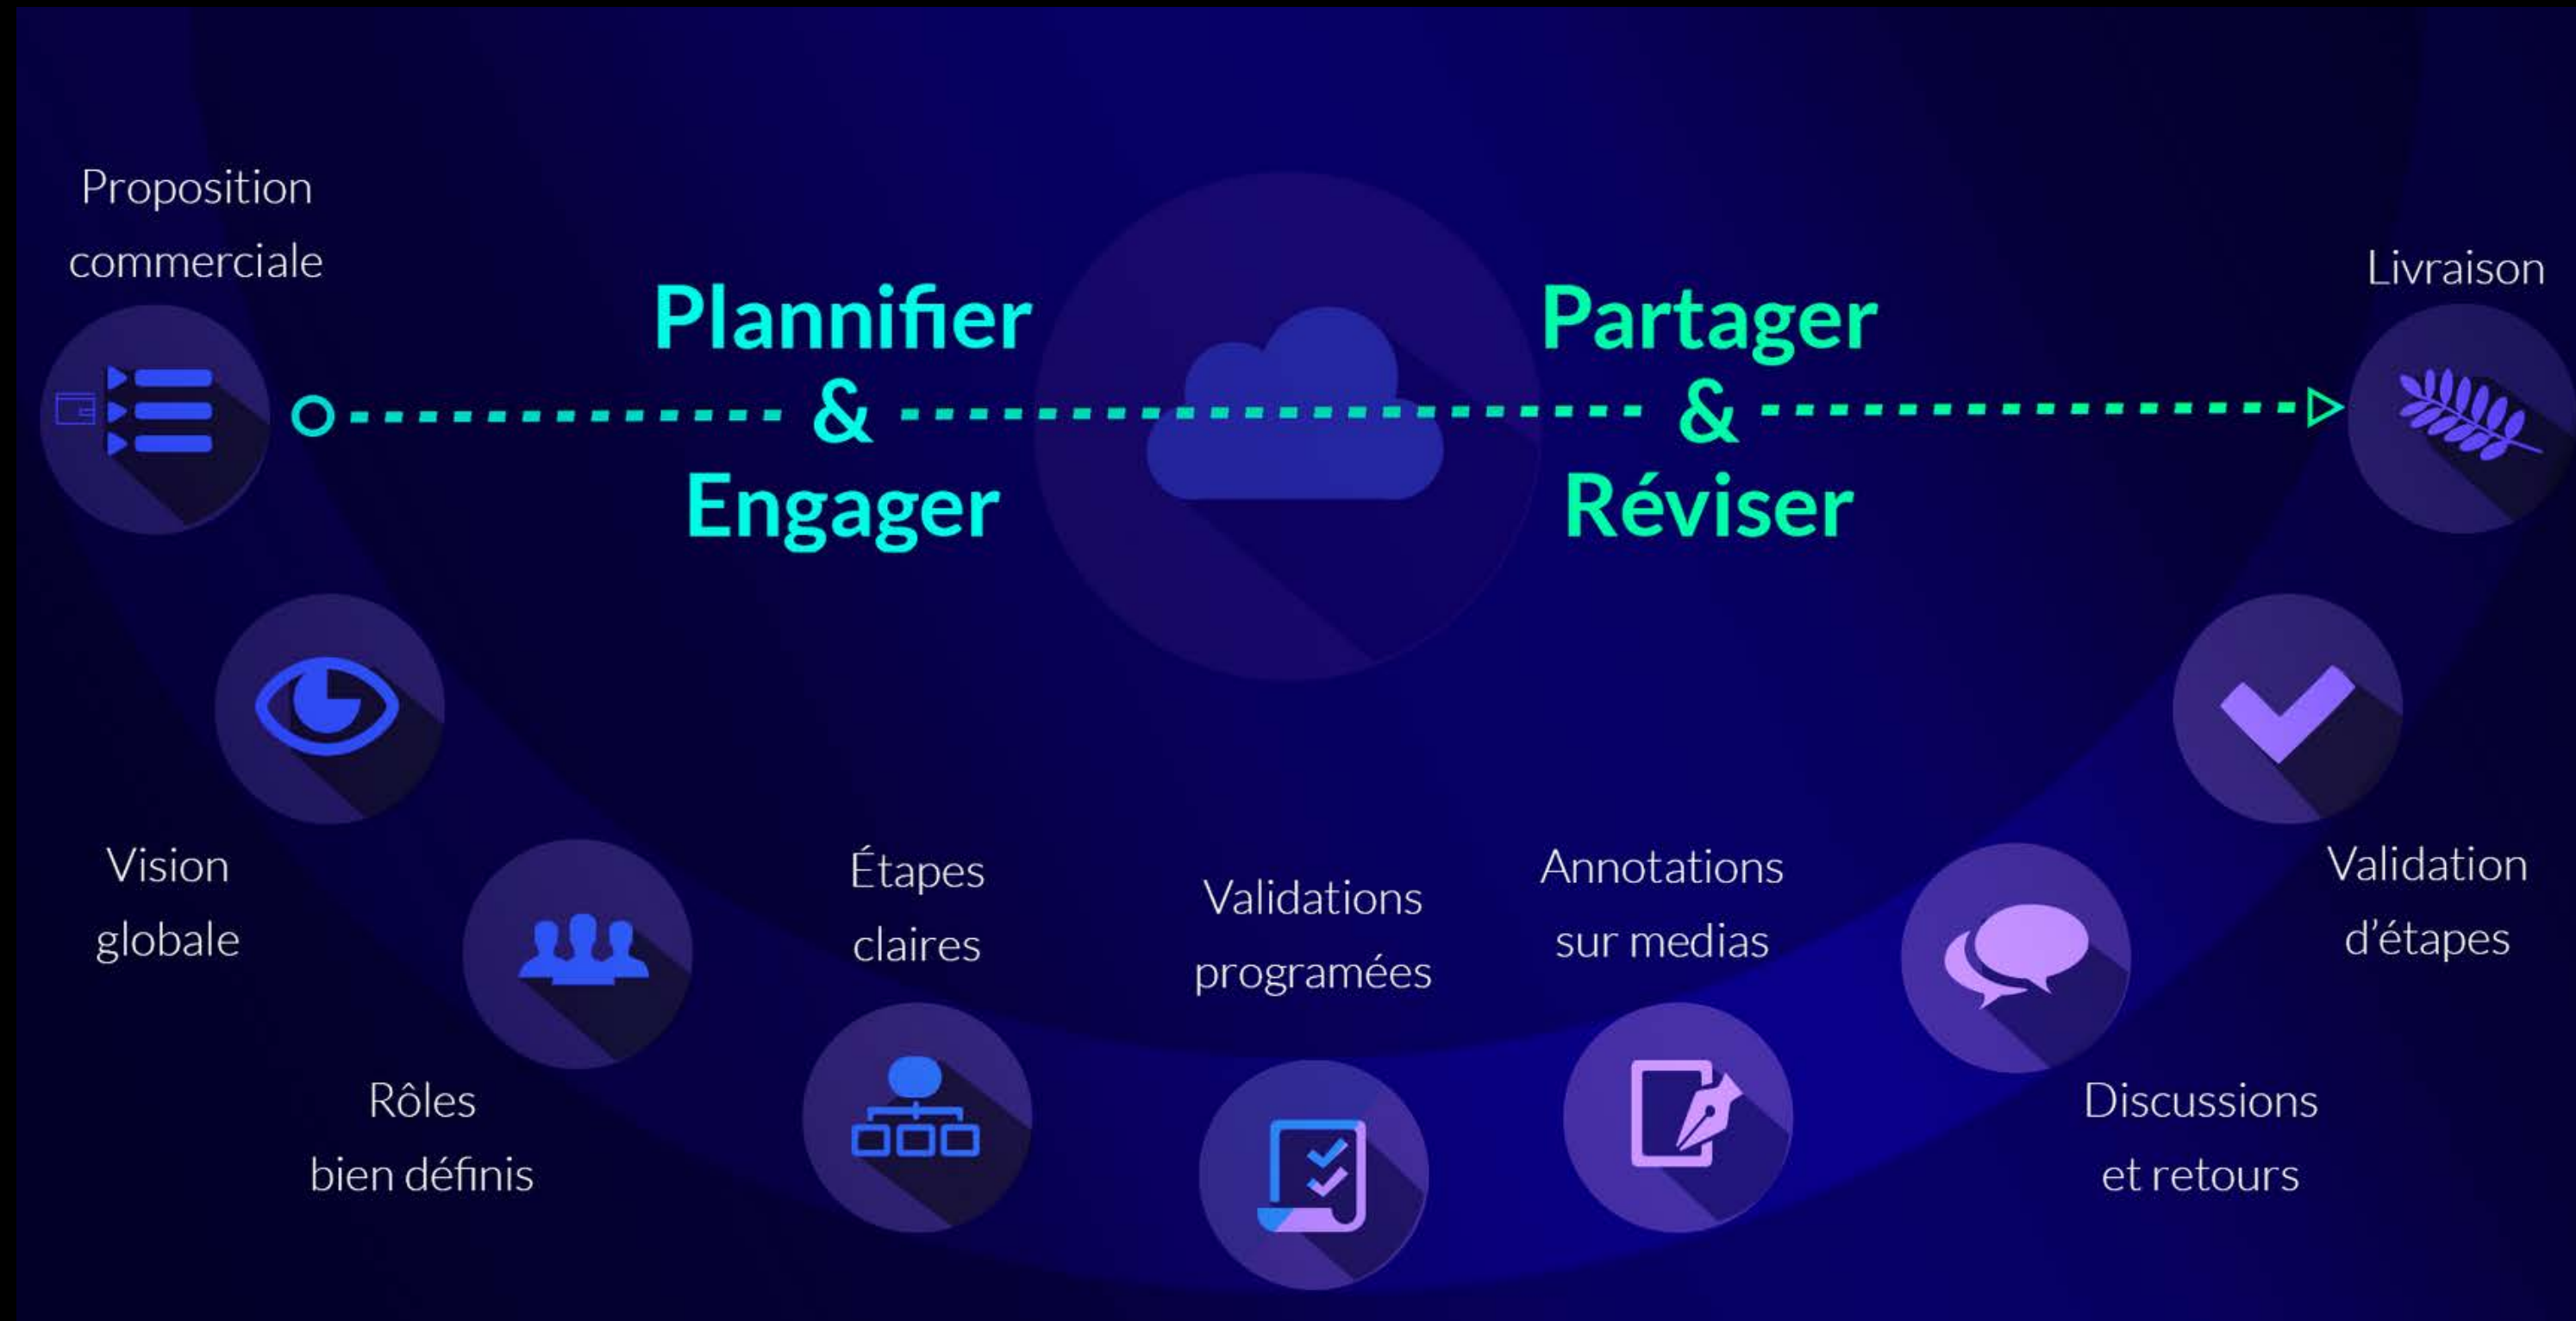 Proposition
commerciale
Plannifier
&
Engager
Partager
&
Réviser
Livraison
Vision
globale
Rôles
bien définis
Étapes
claires
Validations
programées
Annotations
sur medias
Discussions
et retours
Validation
d'étapes